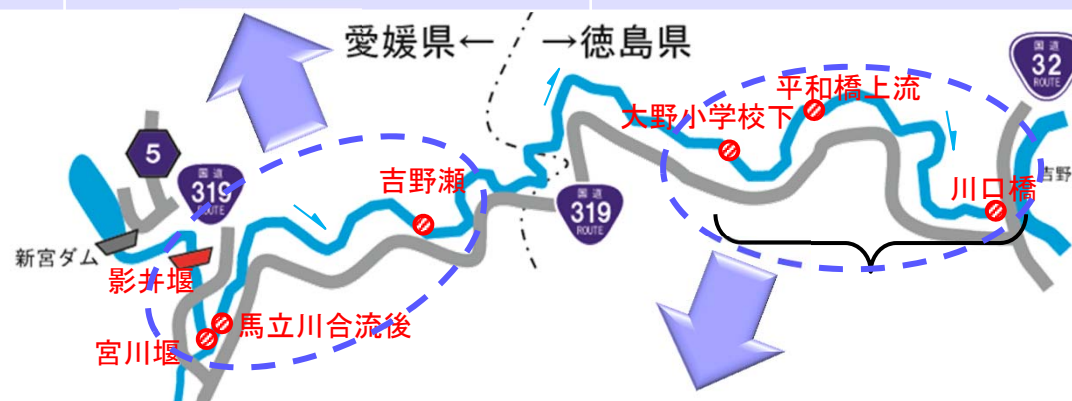 愛媛県← →徳島県
国道
32
ROUTE
平和橋上流
大野小学校下
5
国道
319
ROUTE
吉野瀬
川口橋
吉野
国道
319
ROUTE
新宮ダム
影井堰
馬立川合流後
宮川堰